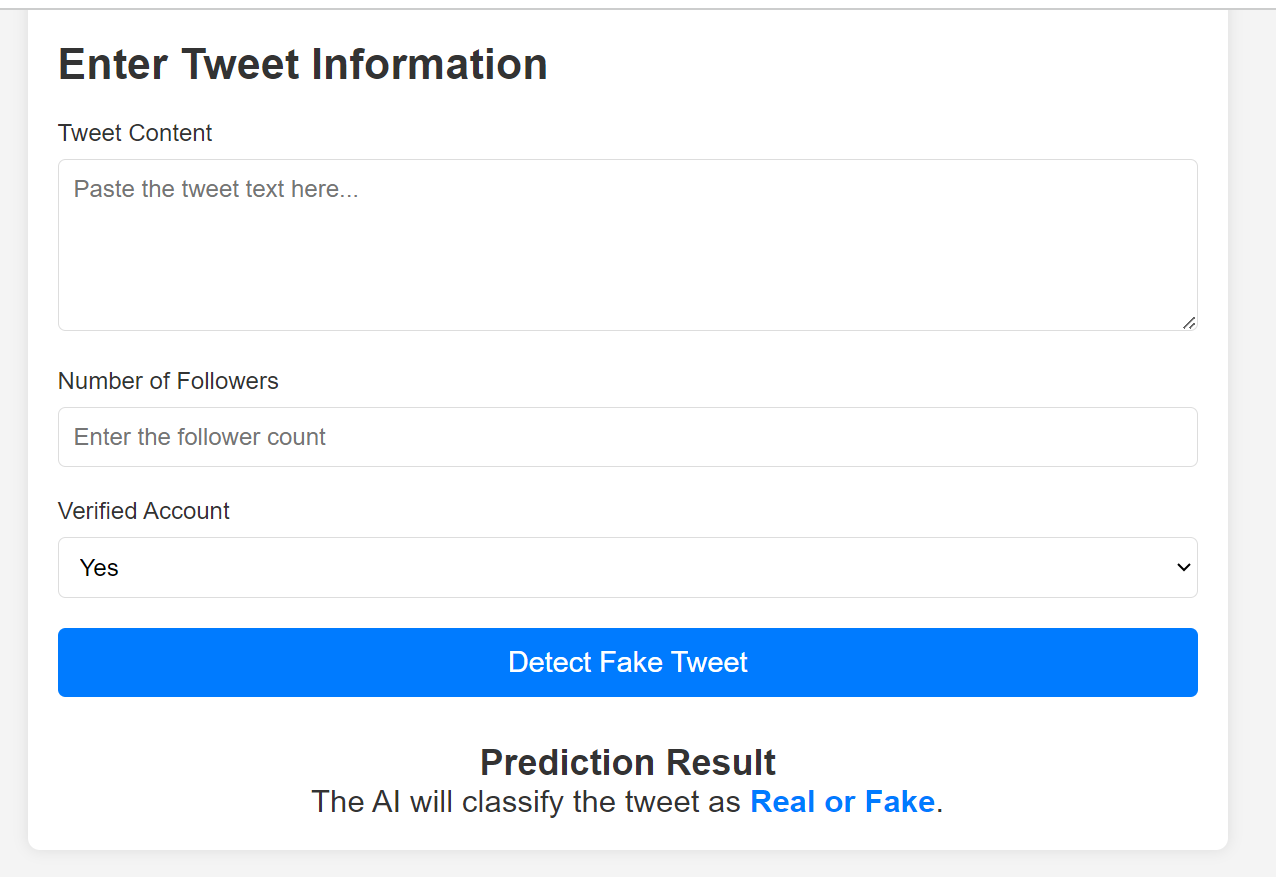 Enter Tweet Information
Tweet Content
Paste the tweet text here...
Number of Followers
Enter the follower count
Verified Account
Yes
Detect Fake Tweet
Prediction Result
The AI will classify the tweet as Real or Fake.